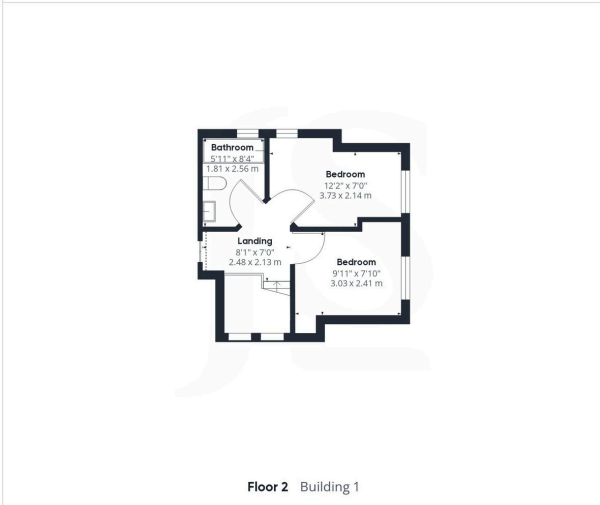 Bathroom
5'11" x 8'4"
1.81 x 2.56 m
Bedroom
12'2" x 7'0"
3.73 x 2.14 m
Landing
8'1" x 7'0"
2.48 x 2.13 m
Bedroom
9'11" x 7'10"
3.03 x 2.41 m
Floor 2 Building 1